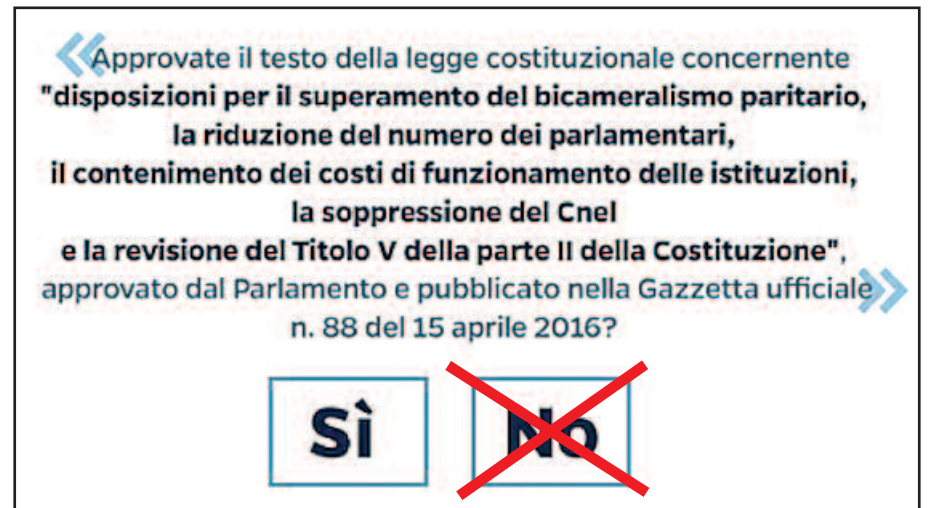 «Approvate il testo della legge costituzionale concernente
"disposizioni per il superamento del bicameralismo paritario,
la riduzione del numero dei parlamentari,
il contenimento dei costi di funzionamento delle istituzioni,
la soppressione del Cnel
e la revisione del Titolo V della parte II della Costituzione",
approvato dal Parlamento e pubblicato nella Gazzetta ufficiale
n. 88 del 15 aprile 2016?»
Sì No